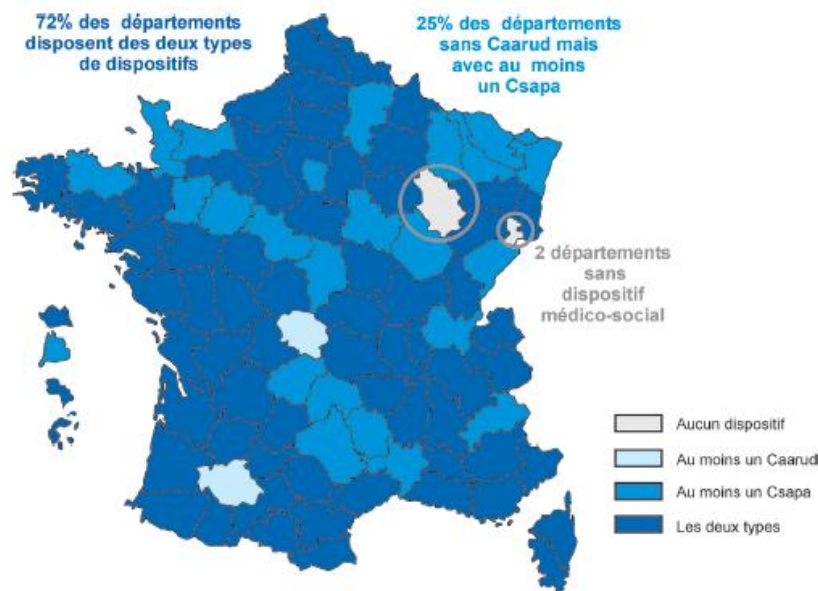 72% des départements
disposent des deux types
de dispositifs
25% des départements
sans Caarud mais
avec au moins
un Csapa
2 départements
sans
dispositif
médico-social
Aucun dispositif
Au moins un Caarud
Au moins un Csapa
Les deux types